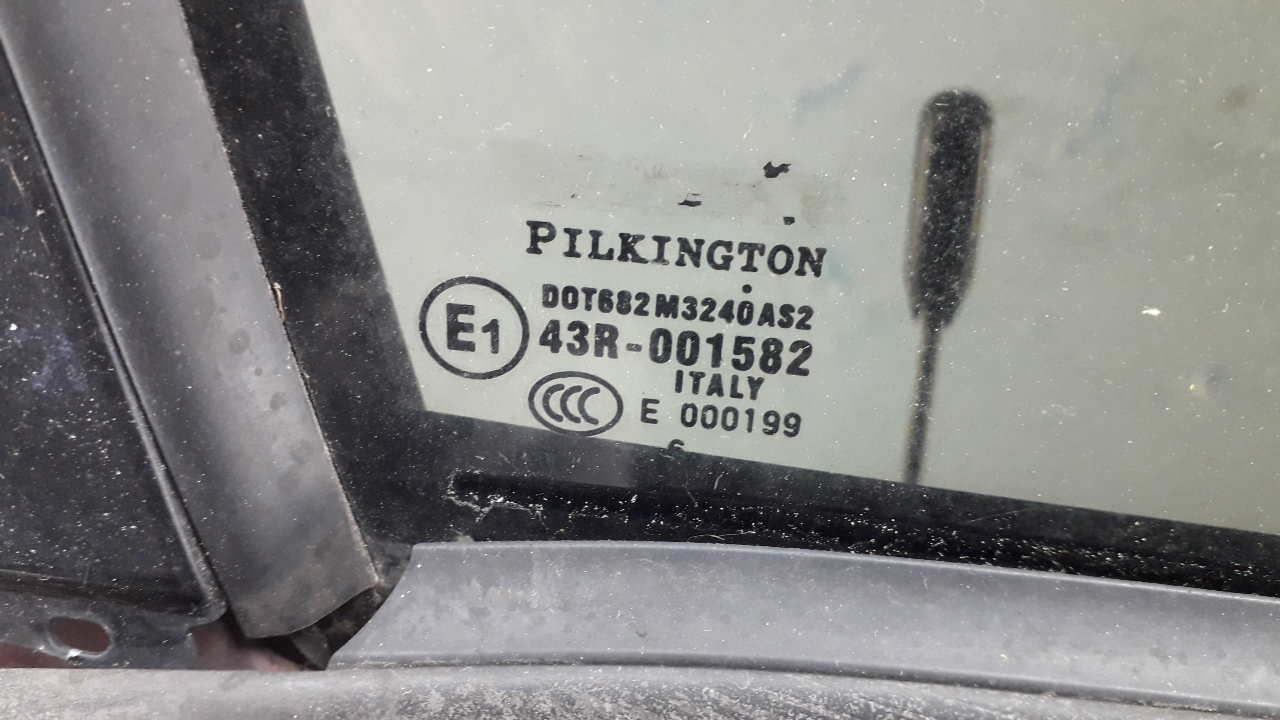 PILKINGTON
DOT682M3240AS2
E1
43R-001582
ITALY
CCC
E 000199